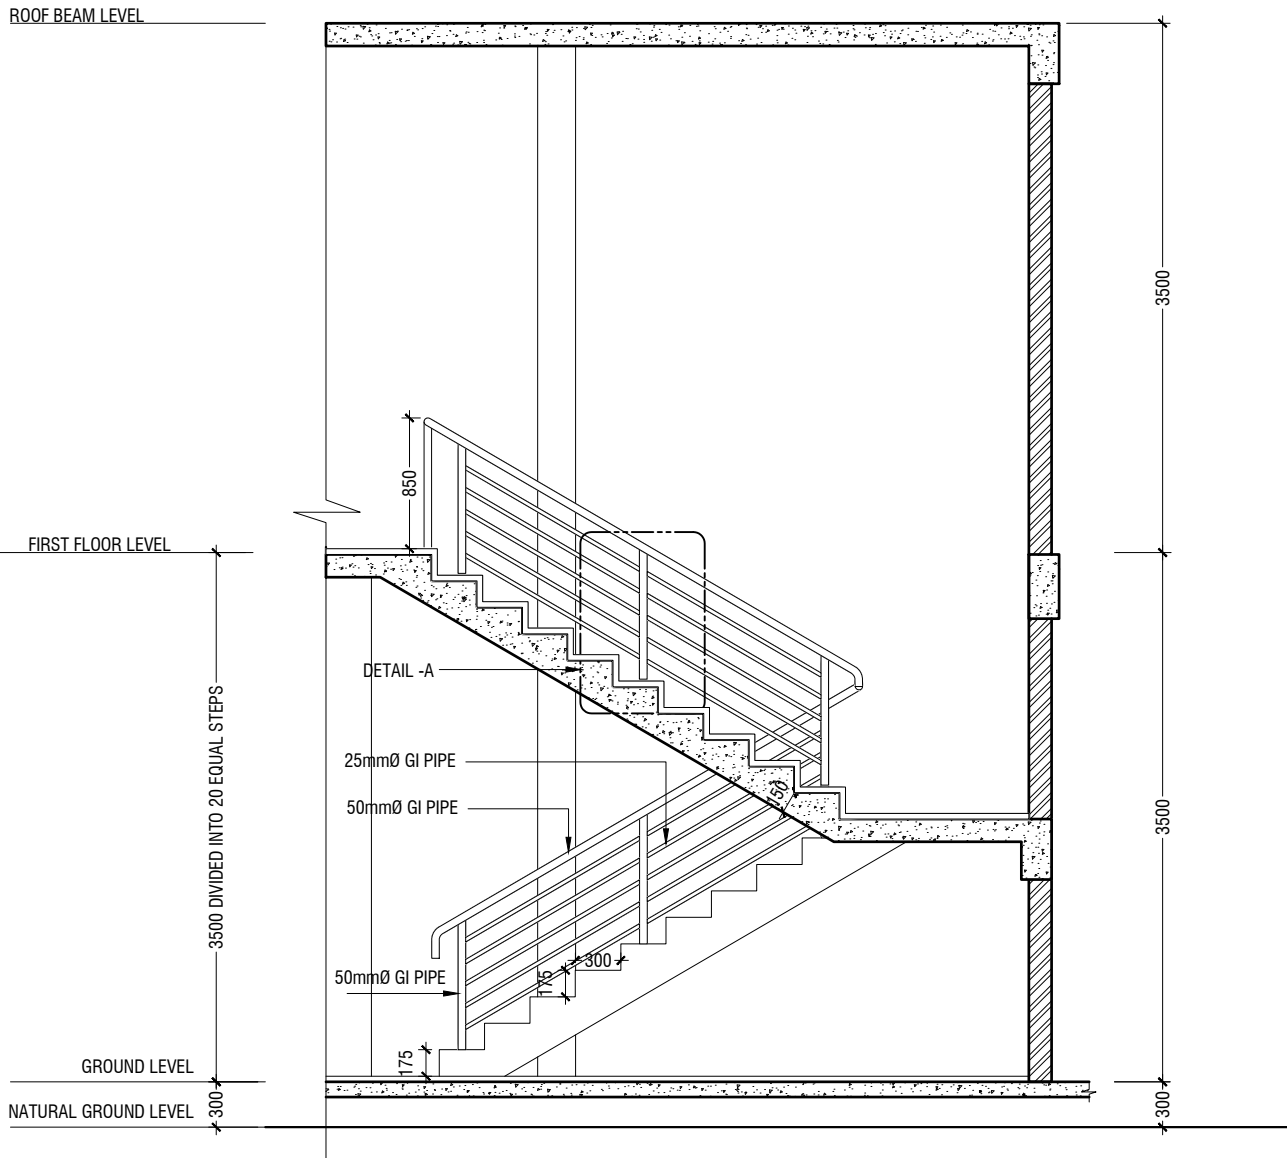 ROOF BEAM LEVEL
3500
850
FIRST FLOOR LEVEL
DETAIL -A
3500 DIVIDED INTO 20 EQUAL STEPS
25mmØ GI PIPE
150
50mmØ GI PIPE
3500
300
50mmØ GI PIPE
175
175
GROUND LEVEL
300
300
NATURAL GROUND LEVEL